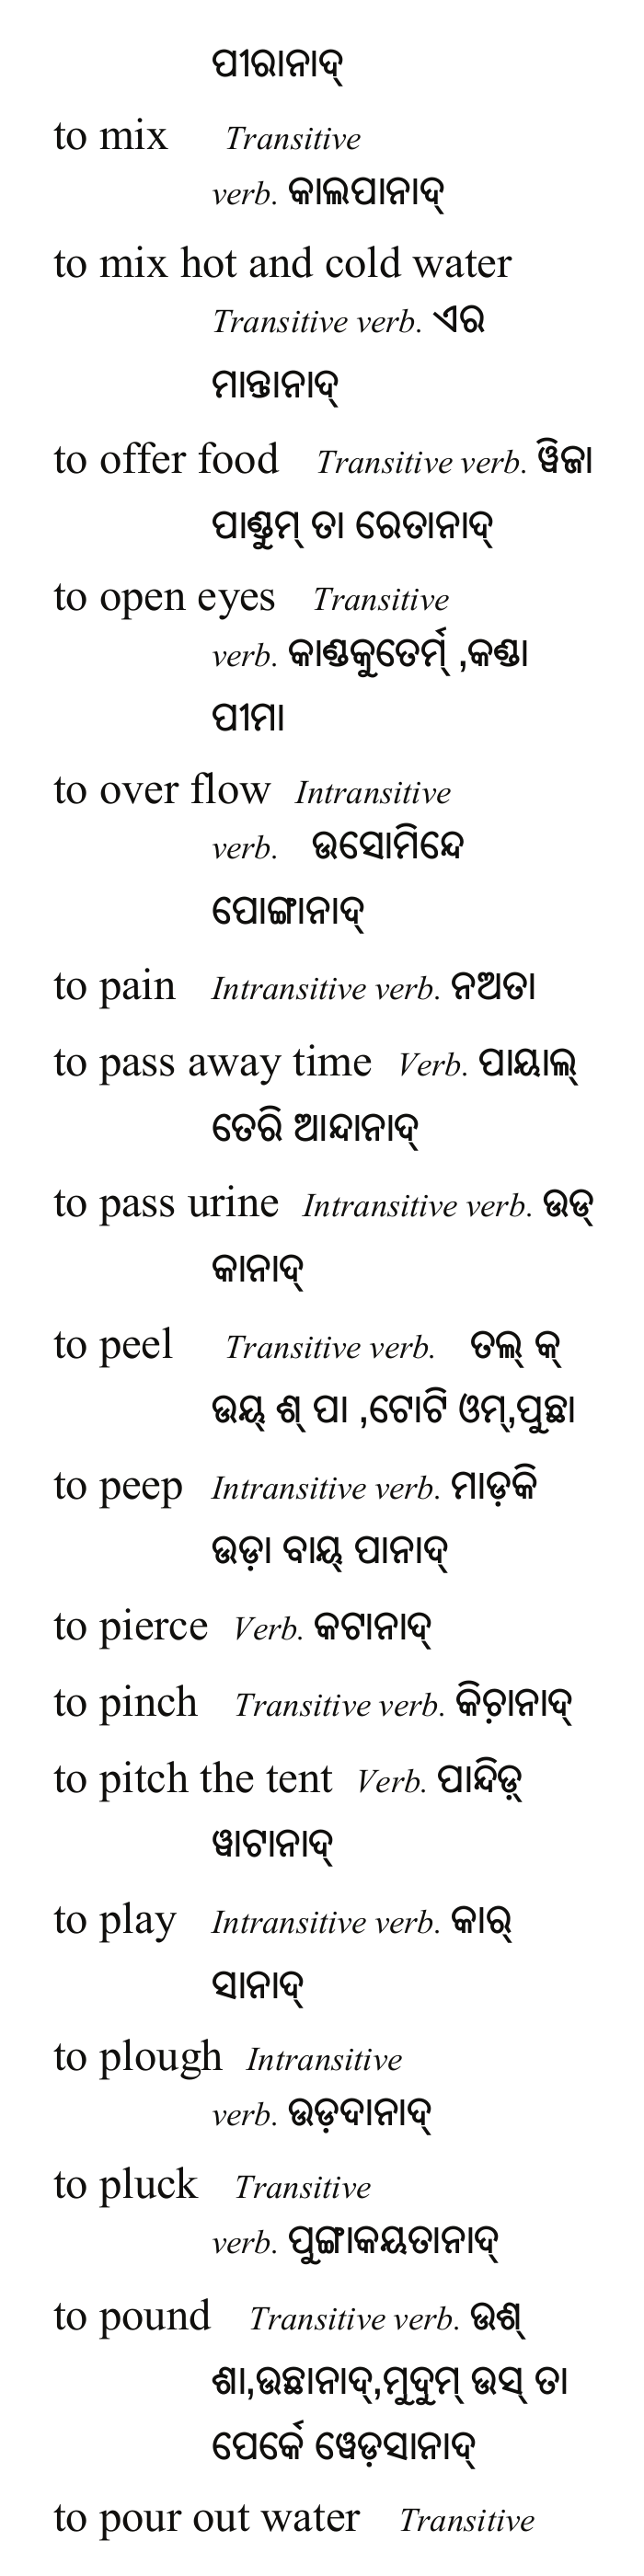 ପୀରାନାଦ୍
to mix Transitive
verb. କାଲପାନାଦ୍
to mix hot and cold water
Transitive verb. ଏର
ମାନ୍ତାନାଦ୍
to offer food Transitive verb. ୱିଜା
ପାଣ୍ଡୁମ୍ ତା ରେତାନାଦ୍
to open eyes Transitive
verb. କାଣ୍ଡକୁତେର୍ମ୍ ,କଣ୍ଡା
ପୀମା
to over flow Intransitive
verb. ଉସୋମିନ୍ଦେ
ପୋଙ୍ଗାନାଦ୍
to pain Intransitive verb. ନଅତା
to pass away time Verb. ପାୟାଲ୍
ତେରି ଆନ୍ଦାନାଦ୍
to pass urine Intransitive verb. ଉଡ୍
କାନାଦ୍
to peel Transitive verb. ତଲ୍ କ୍
ଉୟ୍ ଶ୍ ପା ,ଟୋଟି ଓମ୍,ପୁଛା
to peep Intransitive verb. ମାଡ଼କି
ଉଡ଼ା ବାୟ୍ ପାନାଦ୍
to pierce Verb. କଟାନାଦ୍
to pinch Transitive verb. କିଚ଼ାନାଦ୍
to pitch the tent Verb. ପାନ୍ଦିଡ଼୍
ୱାଟାନାଦ୍
to play Intransitive verb. କାର୍
ସାନାଦ୍
to plough Intransitive
verb. ଉଡ଼ଦାନାଦ୍
to pluck Transitive
verb. ପୁଙ୍ଗାକୟତାନାଦ୍
to pound Transitive verb. ଉଶ୍
ଶା,ଉଛାନାଦ୍,ମୁଦୁମ୍ ଉସ୍ ତା
ପେର୍କେ ୱେଡ଼ସାନାଦ୍
to pour out water Transitive